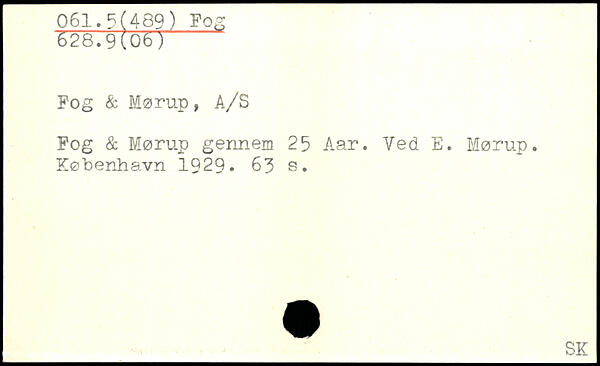 061.5(489) Fog
628.9(06)
Fog & Mørup, A/S
Fog & Mørup gennem 25 Aar. Ved E. Mørup.
København 1929. 63 s.
SK